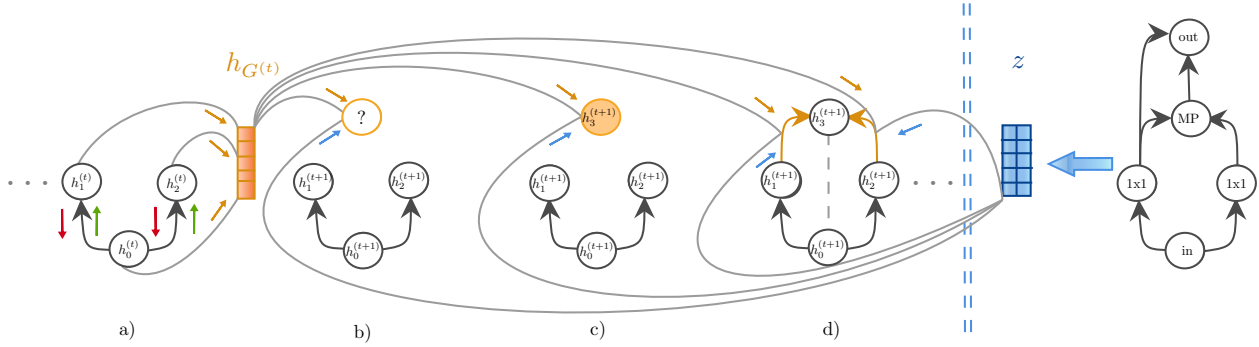 h_{G^{(t)}}
z
out
MP
1x1
1x1
in
. . .
h_1^{(t)}
h_2^{(t)}
h_0^{(t)}
?
h_1^{(t+1)}
h_2^{(t+1)}
h_0^{(t+1)}
h_3^{(t+1)}
h_1^{(t+1)}
h_2^{(t+1)}
h_0^{(t+1)}
h_3^{(t+1)}
h_1^{(t+1)}
h_2^{(t+1)}
h_0^{(t+1)}
. . .
a)
b)
c)
d)